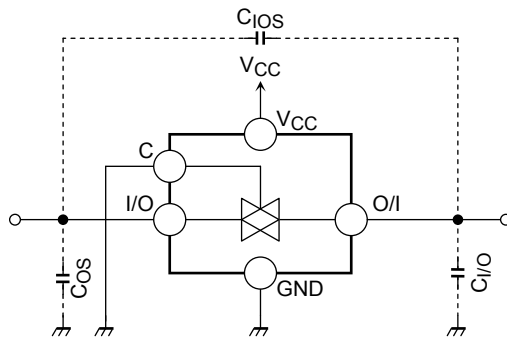 CIOS
VCC
VCC
C
I/O
O/I
COS
GND
CI/O